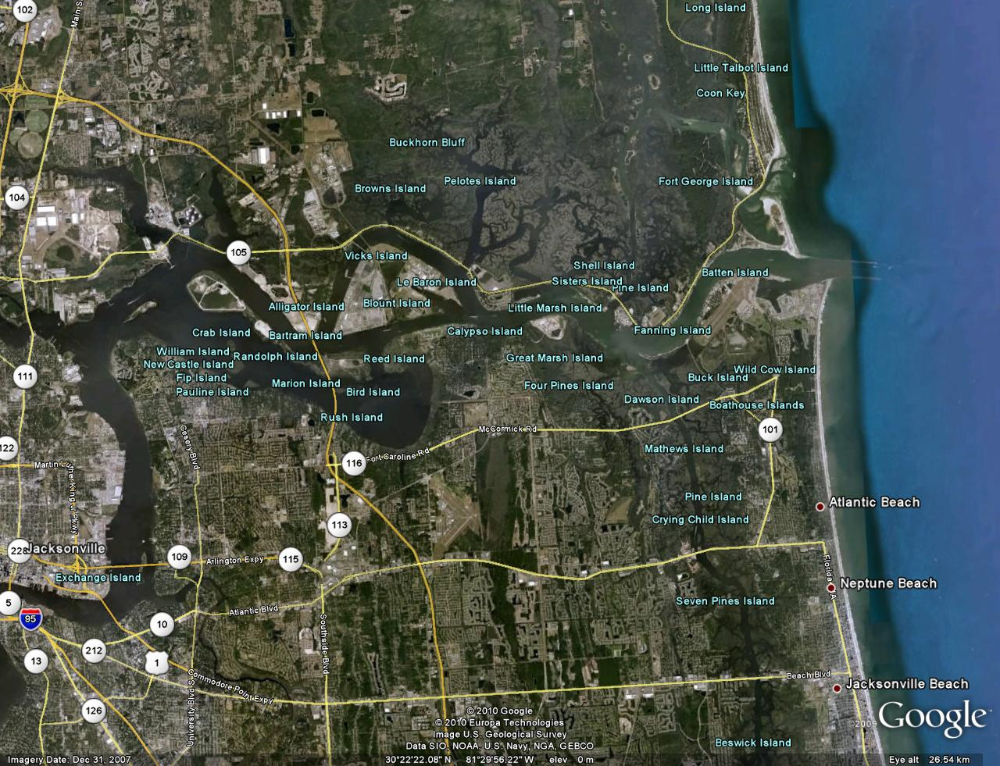 102
Main S
Long Island
Little Talbot Island
Coon Key
Buckhorn Bluff
Pelotes Island
Browns Island
Fort George Island
104
105
Vicks Island
Shell Island
Batten Island
Le Baron Island
Sisters Island
Pine Island
Alligator Island
Blount Island
Little Marsh Island
Crab Island
Bartram Island
Calypso Island
Fanning Island
William Island
Randolph Island
Reed Island
Great Marsh Island
New Castle Island
Wild Cow Island
111
Fip Island
Marion Island
Four Pines Island
Buck Island
Pauline Island
Bird Island
Dawson Island
Boathouse Islands
Rush Island
McCormick Rd
101
122
Cesery Blvd
Fort Caroline Rd
Mathews Island
Martin Luther King Jr Pkwy
116
Pine Island
Atlantic Beach
113
Crying Child Island
228
Jacksonville
109
Arlington Expy
115
Exchange Island
Florida
A
Neptune Beach
5
95
Atlantic Blvd
Seven Pines Island
10
Southside Blvd
212
13
1
Commodore Point Expy
Beach Blvd
Jacksonville Beach
University Blvd S
126
© 2010 Google
© 2010 Europa Technologies
Image U.S. Geological Survey
Data SIO, NOAA, U.S. Navy, NGA, GEBCO
©2009
Google™
Beswick Island
Imagery Date: Dec 31, 2007
30°22'22.08" N 81°29'56.22" W elev 0 m
Eye alt 26.54 km